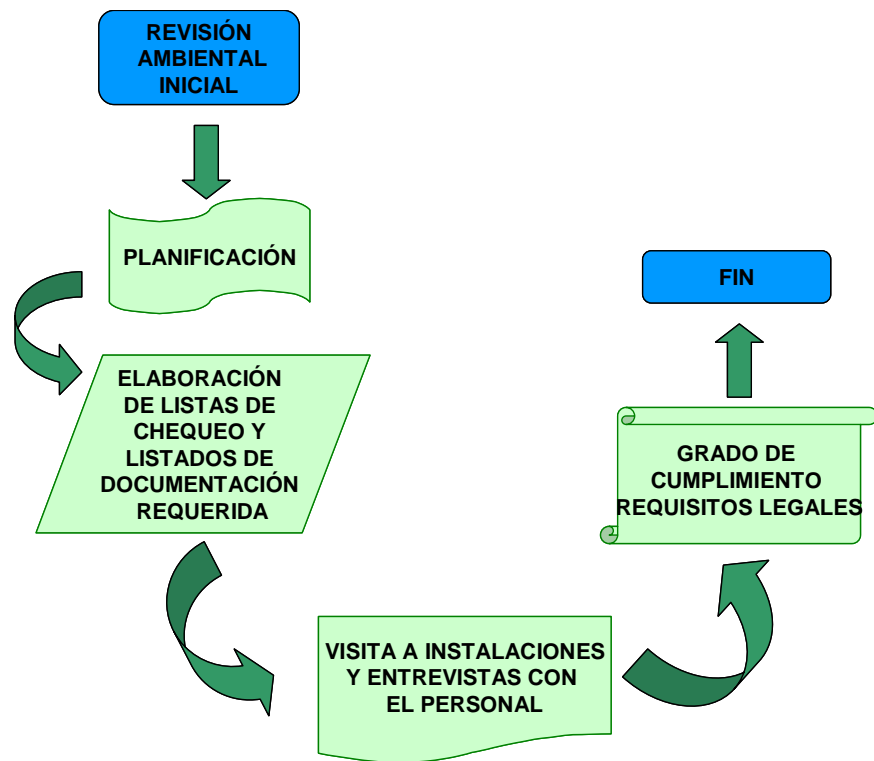 REVISIÓN
AMBIENTAL
INICIAL
PLANIFICACIÓN
ELABORACIÓN
DE LISTAS DE
CHEQUEO Y
LISTADOS DE
DOCUMENTACIÓN
REQUERIDA
VISITA A INSTALACIONES
Y ENTREVISTAS CON
EL PERSONAL
GRADO DE
CUMPLIMIENTO
REQUISITOS LEGALES
FIN